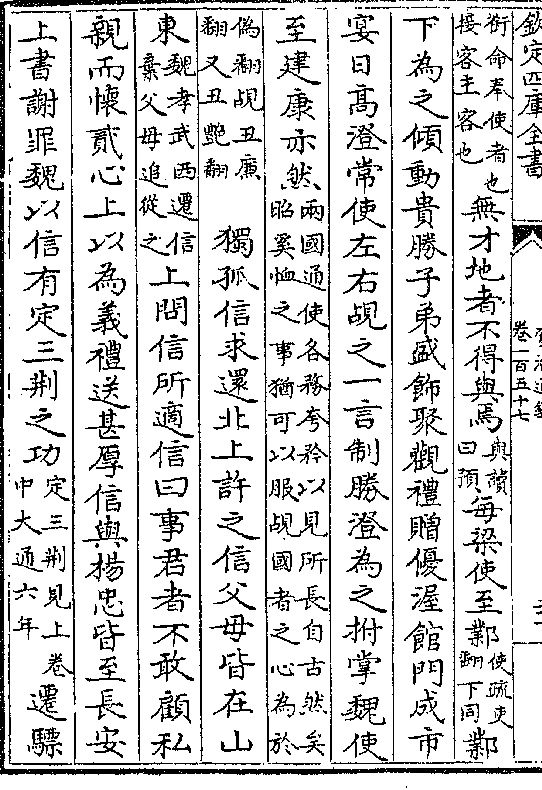 欽定四庫全書 卷一百五十七
銜命奉使者也接客主客也無才地者不得與焉與讀曰預每梁使至鄴使疏吏翻下同鄴
下為之傾動貴勝子弟盛飾聚觀禮贈優渥館門成市
宴日高澄常使左右覘之一言制勝澄為之拊掌魏使
至建康亦然兩國通使各務夸矜以見所長自古然矣昭奚恤之事猶可以服覘國者之心為於
偽翻覘丑廉翻又丑艷翻 獨孤信求還北上許之信父母皆在山
東魏孝武西遷信棄父母追從之上問信所適信曰事君者不敢顧私
親而懷貳心上以為義禮送甚厚信與揚忠皆至長安
上書謝罪魏以信有定三荆之功定三荆見上卷中大通六年遷驃